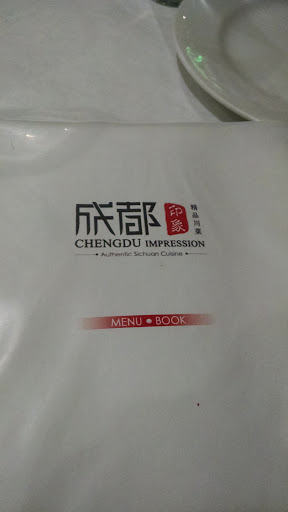 成都 印象 精品川菜
CHENGDU IMPRESSION
Authentic Sichuan Cuisine
MENU • BOOK